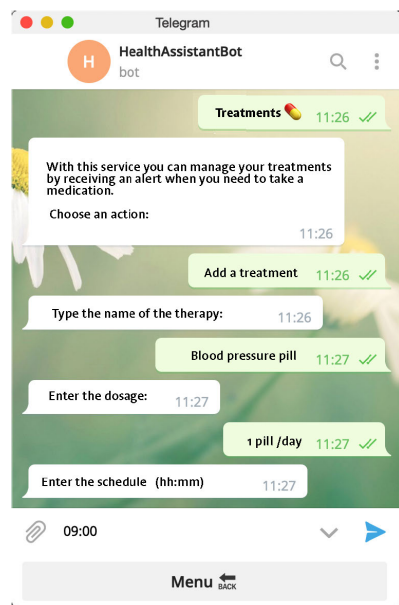 Telegram
H
HealthAssistantBot
bot
Treatments 💊 11:26
With this service you can manage your treatments
by receiving an alert when you need to take a
medication.
Choose an action:
11:26
Add a treatment 11:26
Type the name of the therapy: 11:26
Blood pressure pill 11:27
Enter the dosage: 11:27
1 pill /day 11:27
Enter the schedule (hh:mm) 11:27
09:00
Menu 🔙